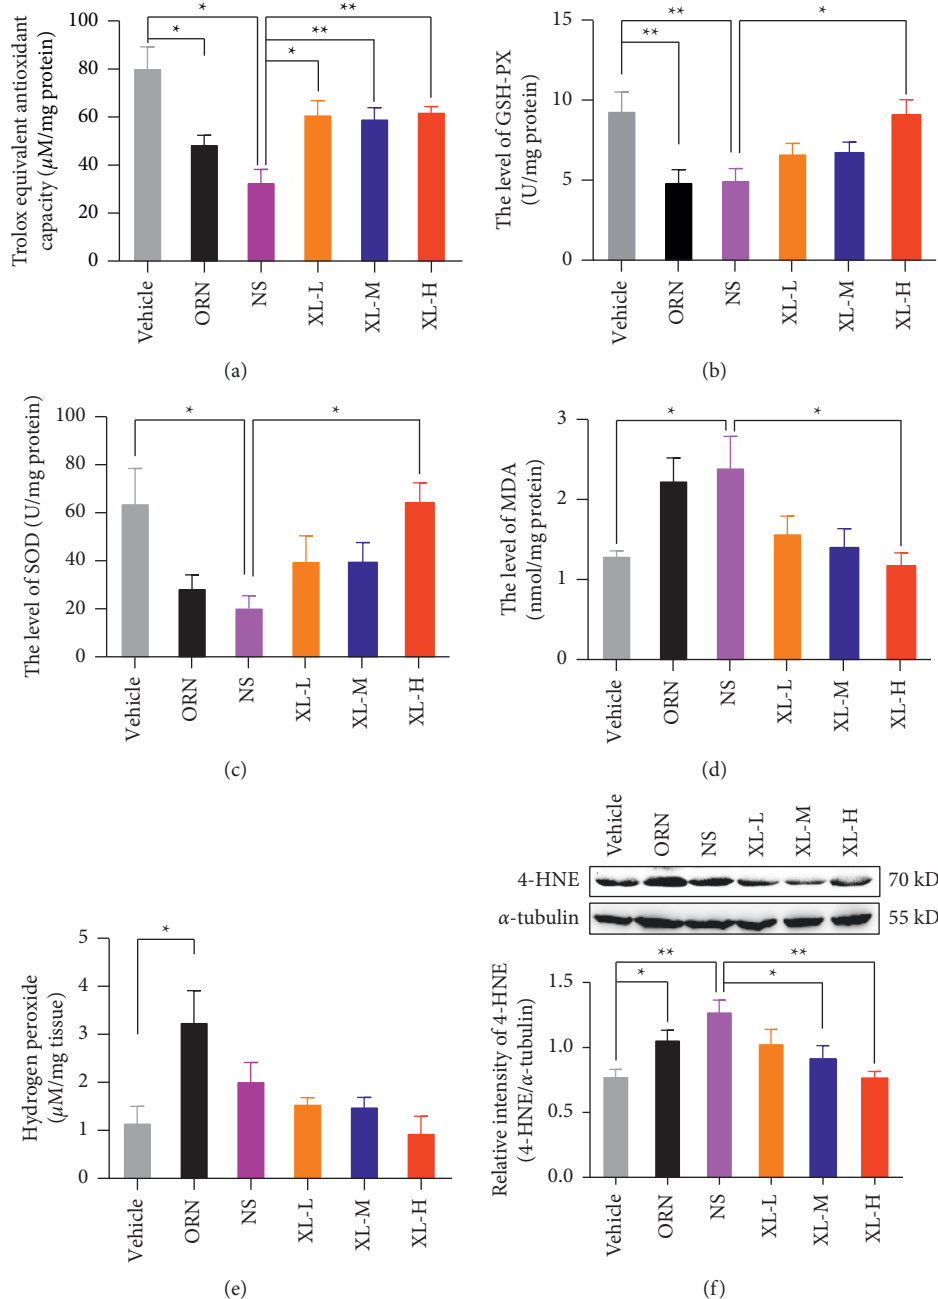 Trolox equivalent antioxidant
capacity (μM/mg protein)
100
80
60
40
20
0
* * * ** **
Vehicle ORN NS XL-L XL-M XL-H
(a)
The level of GSH-PX
(U/mg protein)
15
10
5
0
** ** *
Vehicle ORN NS XL-L XL-M XL-H
(b)
The level of SOD (U/mg protein)
100
80
60
40
20
0
* *
Vehicle ORN NS XL-L XL-M XL-H
(c)
The level of MDA
(nmol/mg protein)
3
2
1
0
* *
Vehicle ORN NS XL-L XL-M XL-H
(d)
Hydrogen peroxide
(μM/mg tissue)
5
4
3
2
1
0
*
Vehicle ORN NS XL-L XL-M XL-H
(e)
Vehicle ORN NS XL-L XL-M XL-H
4-HNE 70 kD
α-tubulin 55 kD
Relative intensity of 4-HNE
(4-HNE/α-tubulin)
1.5
1.0
0.5
0.0
** * * **
Vehicle ORN NS XL-L XL-M XL-H
(f)